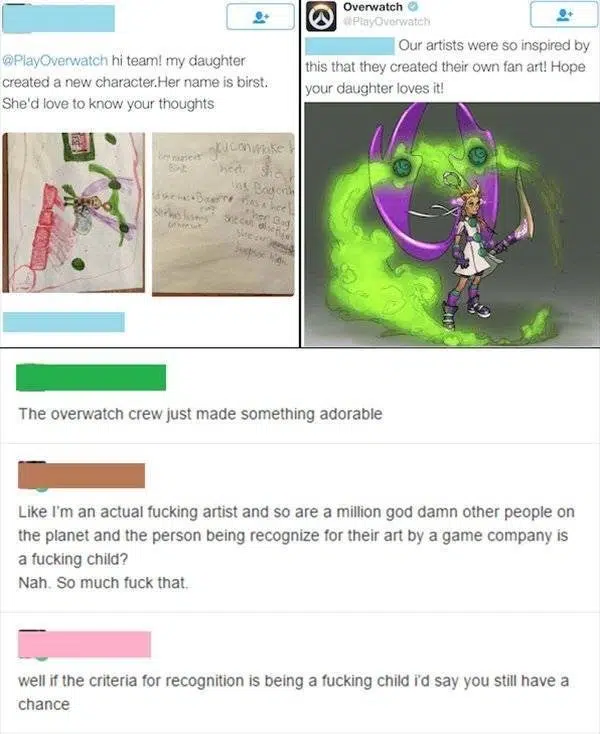 @PlayOverwatch hi team! my daughter
created a new character.Her name is birst.
She'd love to know your thoughts
Overwatch
@PlayOverwatch
Our artists were so inspired by
this that they created their own fan art! Hope
your daughter loves it!
The overwatch crew just made something adorable
Like I'm an actual fucking artist and so are a million god damn other people on
the planet and the person being recognize for their art by a game company is
a fucking child?
Nah. So much fuck that.
well if the criteria for recognition is being a fucking child i'd say you still have a
chance